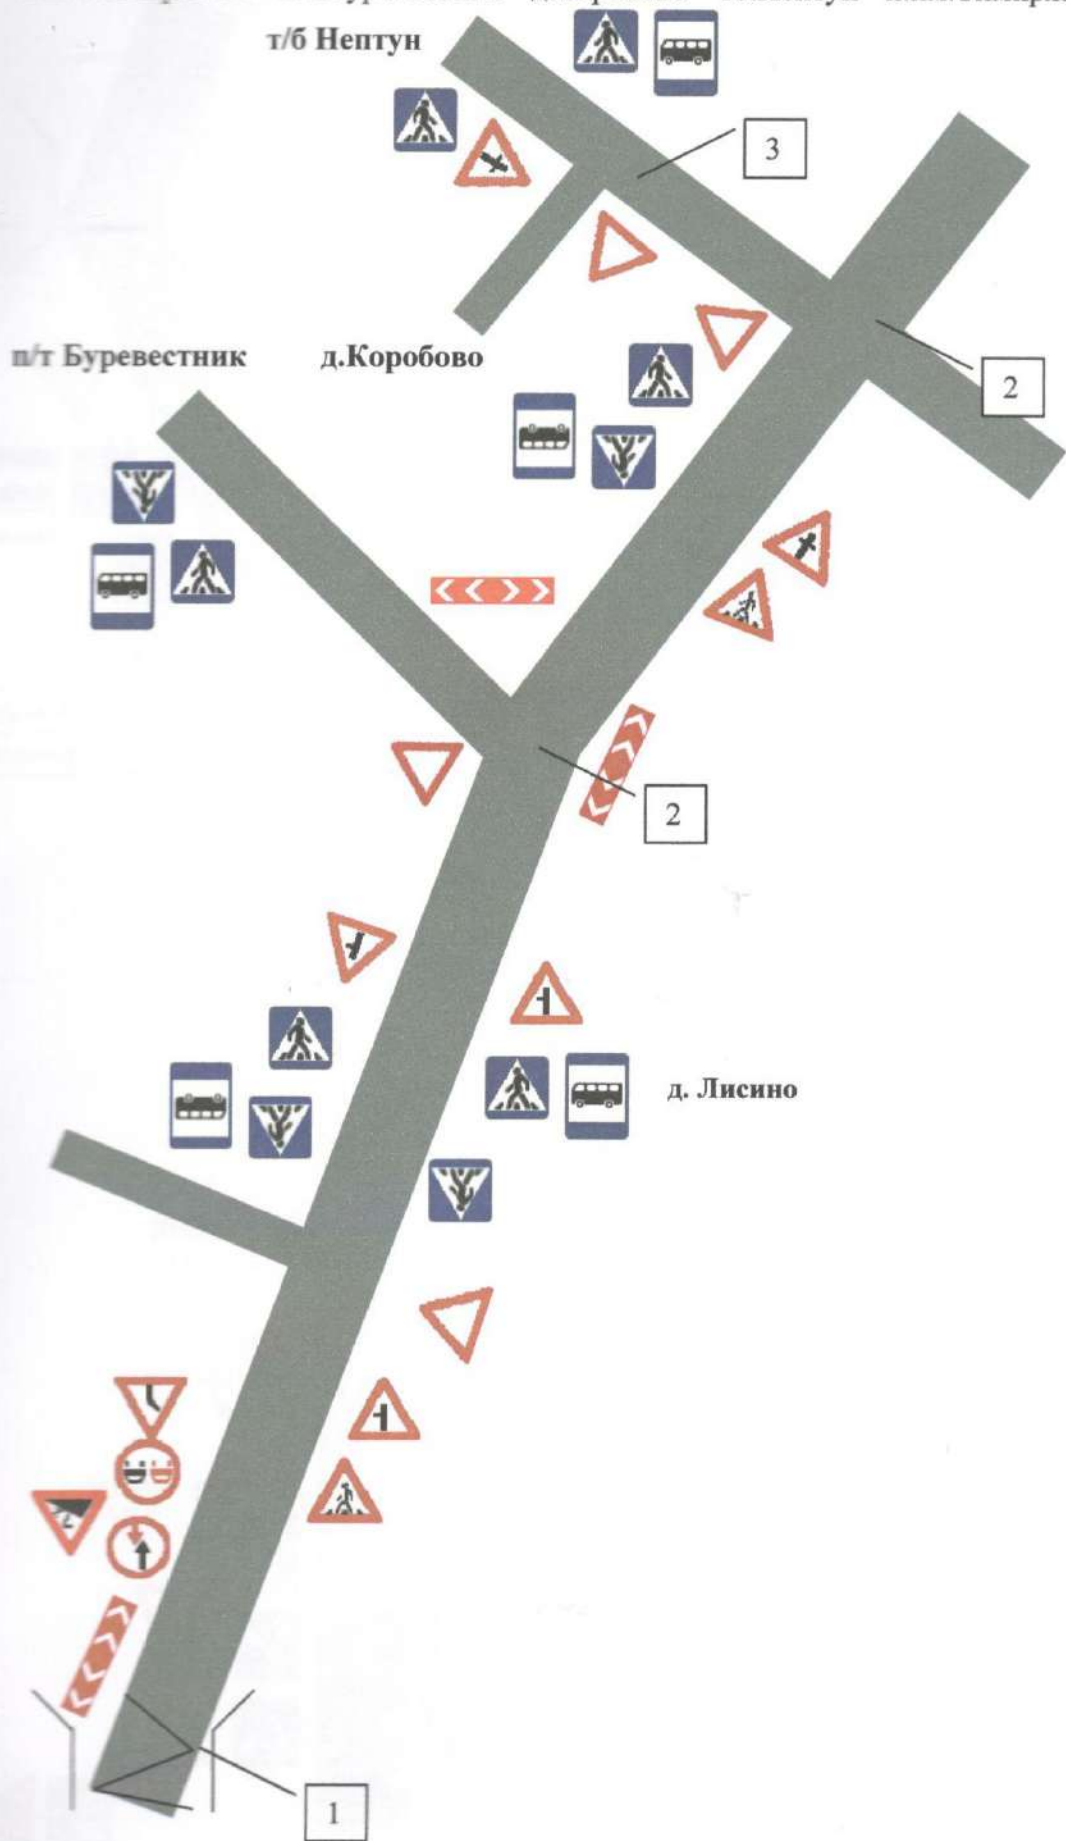 т/б Нептун
3
2
п/т Буревестник
д.Коробово
2
д. Лисино
1